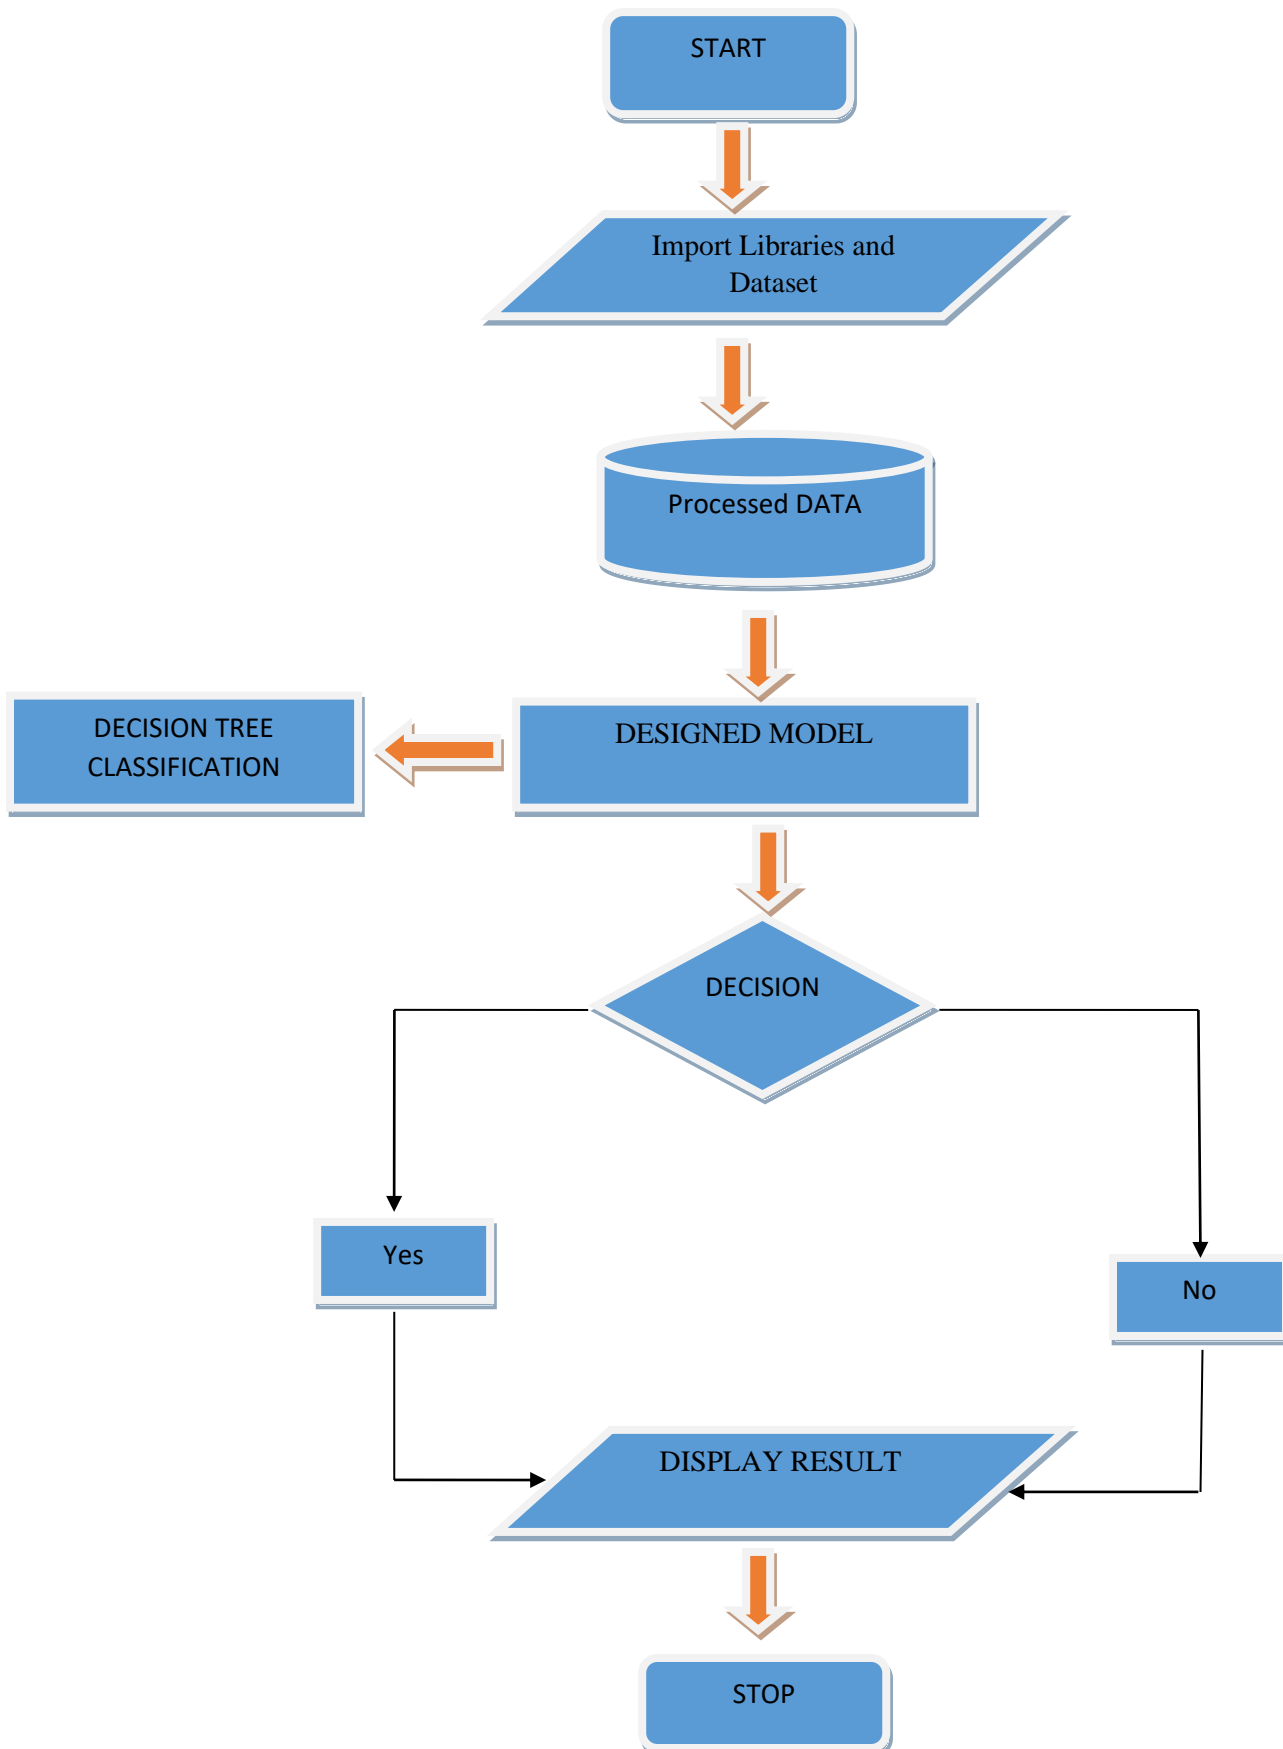 START
Import Libraries and
Dataset
Processed DATA
DECISION TREE
CLASSIFICATION
DESIGNED MODEL
DECISION
Yes
No
DISPLAY RESULT
STOP